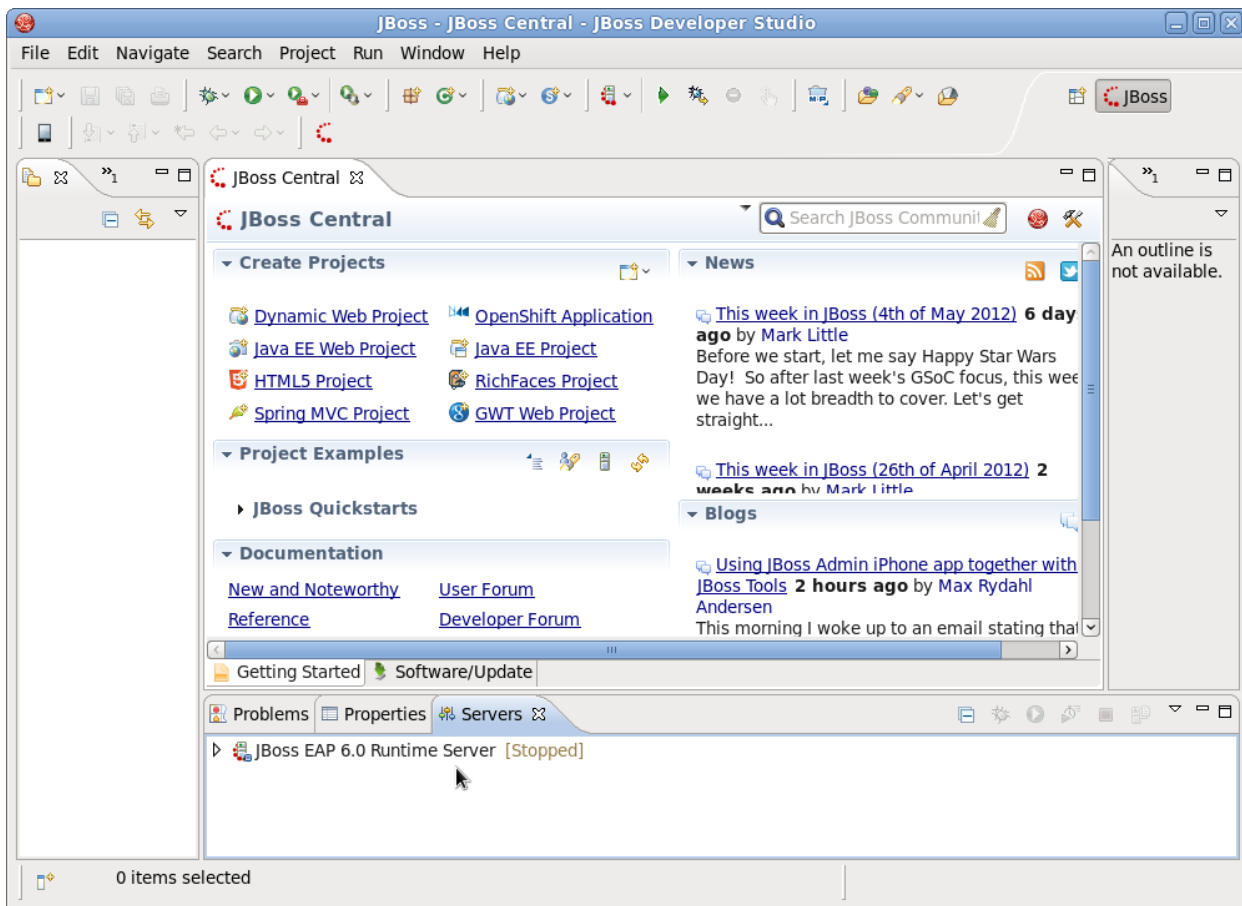 JBoss - JBoss Central - JBoss Developer Studio
File Edit Navigate Search Project Run Window Help
JBoss
»1
JBoss Central
»1
JBoss Central
Search JBoss Communit
An outline is
not available.
Create Projects
Dynamic Web Project OpenShift Application
Java EE Web Project Java EE Project
HTML5 Project RichFaces Project
Spring MVC Project GWT Web Project
Project Examples
JBoss Quickstarts
Documentation
New and Noteworthy User Forum
Reference Developer Forum
News
This week in JBoss (4th of May 2012) 6 day
ago by Mark Little
Before we start, let me say Happy Star Wars
Day! So after last week's GSoC focus, this wee
we have a lot breadth to cover. Let's get
straight...
This week in JBoss (26th of April 2012) 2
weeks ago by Mark Little
Blogs
Using JBoss Admin iPhone app together with
JBoss Tools 2 hours ago by Max Rydahl
Andersen
This morning I woke up to an email stating that
Getting Started Software/Update
Problems Properties Servers
JBoss EAP 6.0 Runtime Server [Stopped]
0 items selected